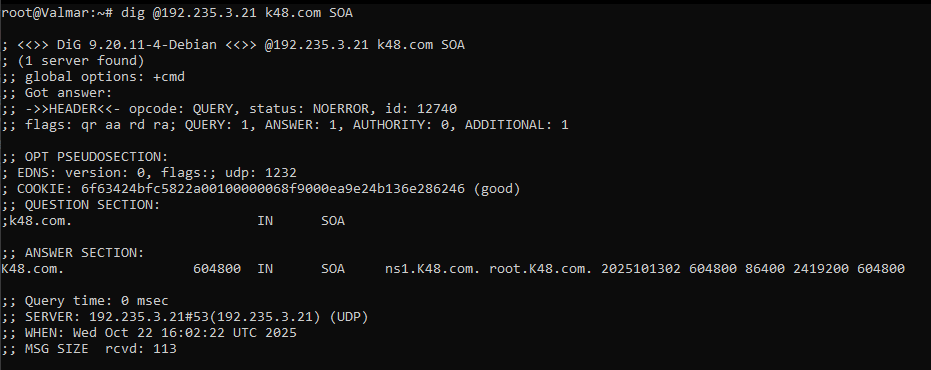 root@Valmar:~# dig @192.235.3.21 k48.com SOA
; <<>> DiG 9.20.11-4-Debian <<>> @192.235.3.21 k48.com SOA
; (1 server found)
;; global options: +cmd
;; Got answer:
;; ->>HEADER<<- opcode: QUERY, status: NOERROR, id: 12740
;; flags: qr aa rd ra; QUERY: 1, ANSWER: 1, AUTHORITY: 0, ADDITIONAL: 1
;; OPT PSEUDOSECTION:
; EDNS: version: 0, flags:; udp: 1232
; COOKIE: 6f63424bfc5822a00100000068f9000ea9e24b136e286246 (good)
;; QUESTION SECTION:
;k48.com. IN SOA
;; ANSWER SECTION:
K48.com. 604800 IN SOA ns1.K48.com. root.K48.com. 2025101302 604800 86400 2419200 604800
;; Query time: 0 msec
;; SERVER: 192.235.3.21#53(192.235.3.21) (UDP)
;; WHEN: Wed Oct 22 16:02:22 UTC 2025
;; MSG SIZE rcvd: 113